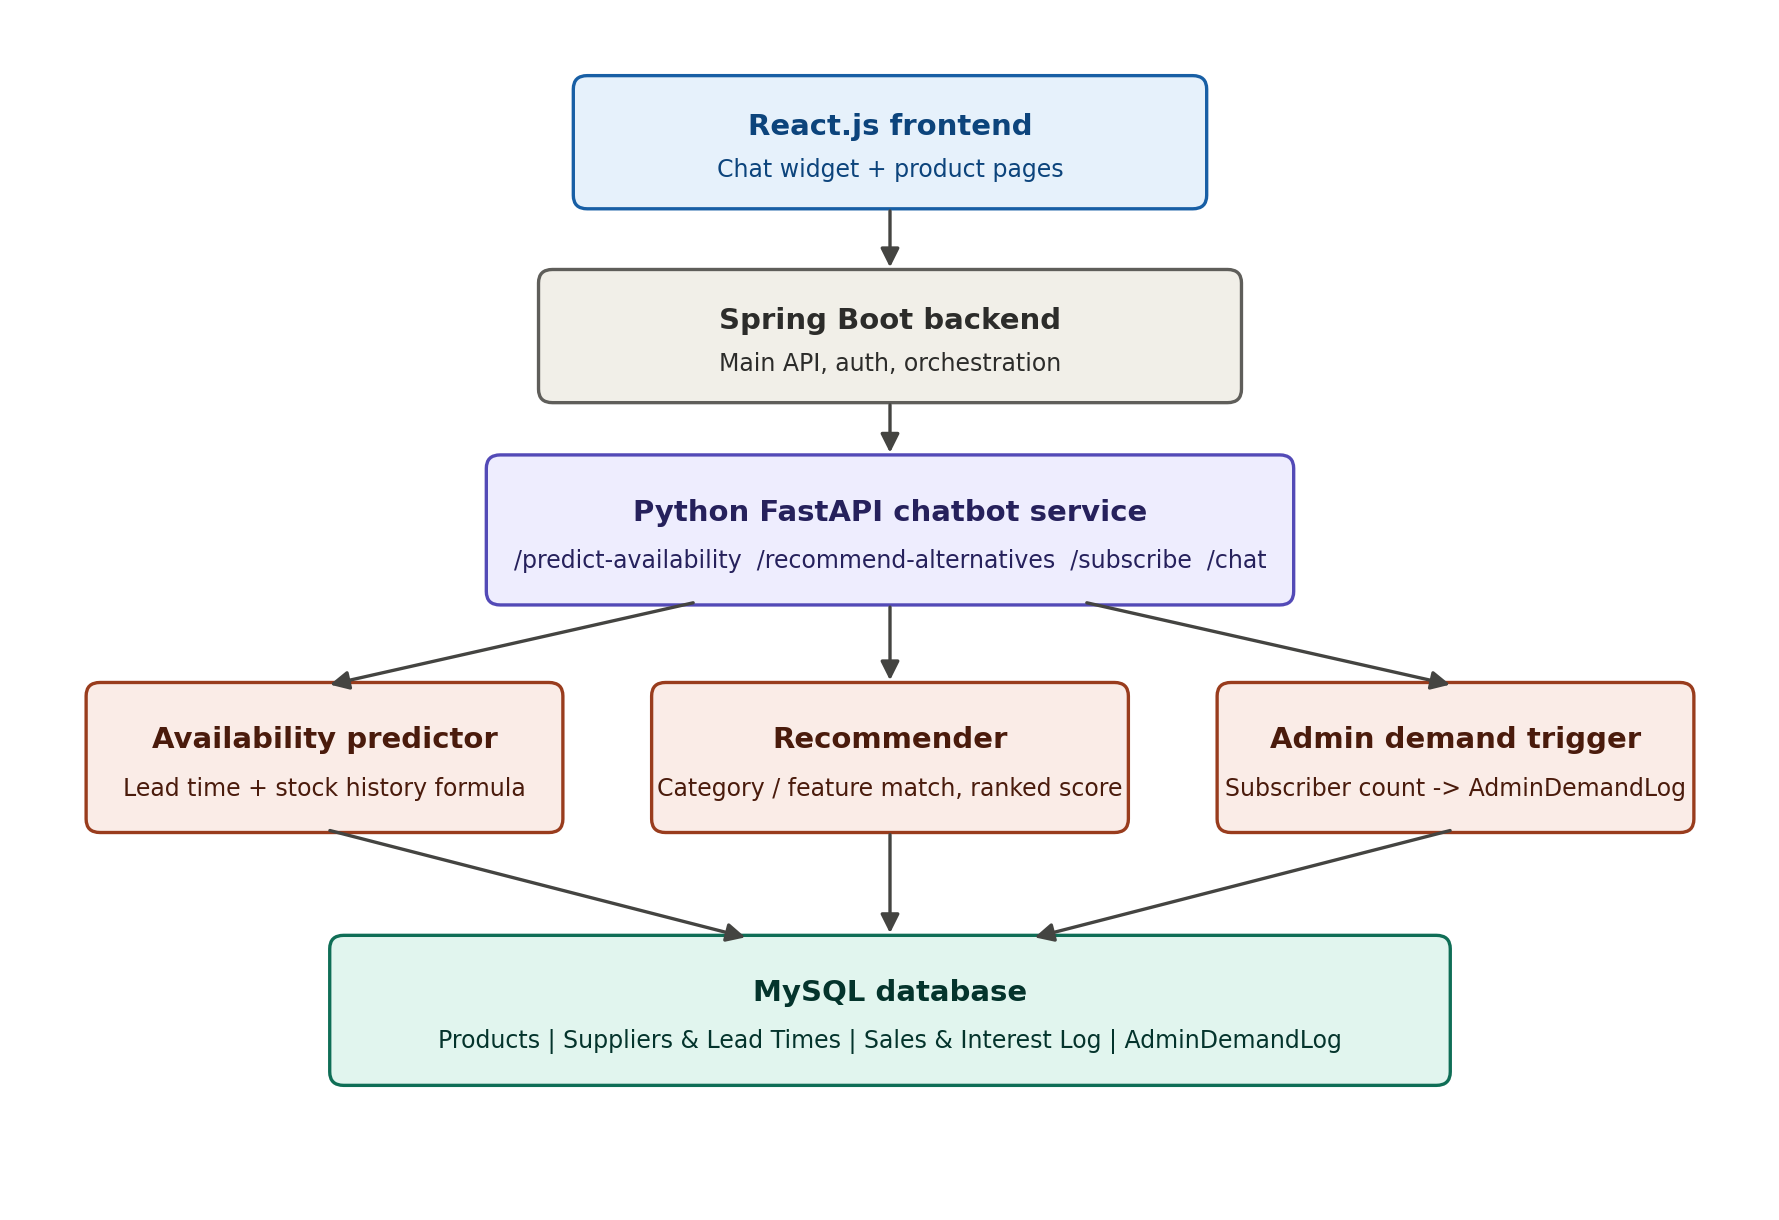 React.js frontend
Chat widget + product pages
Spring Boot backend
Main API, auth, orchestration
Python FastAPI chatbot service
/predict-availability  /recommend-alternatives  /subscribe  /chat
Availability predictor
Lead time + stock history formula
Recommender
Category / feature match, ranked score
Admin demand trigger
Subscriber count -> AdminDemandLog
MySQL database
Products | Suppliers & Lead Times | Sales & Interest Log | AdminDemandLog